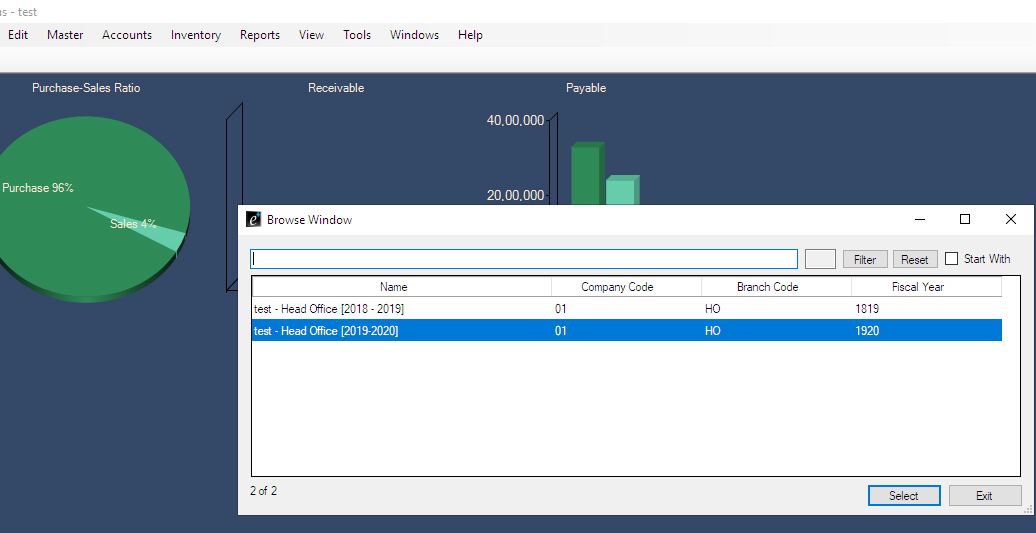 us - test
Edit Master Accounts Inventory Reports View Tools Windows Help
Purchase-Sales Ratio Receivable Payable
40,00,000
Purchase 96%
20,00,000
Sales 4%
e Browse Window
Filter Reset Start With
Name Company Code Branch Code Fiscal Year
test - Head Office [2018 - 2019] 01 HO 1819
test - Head Office [2019-2020] 01 HO 1920
2 of 2
Select Exit